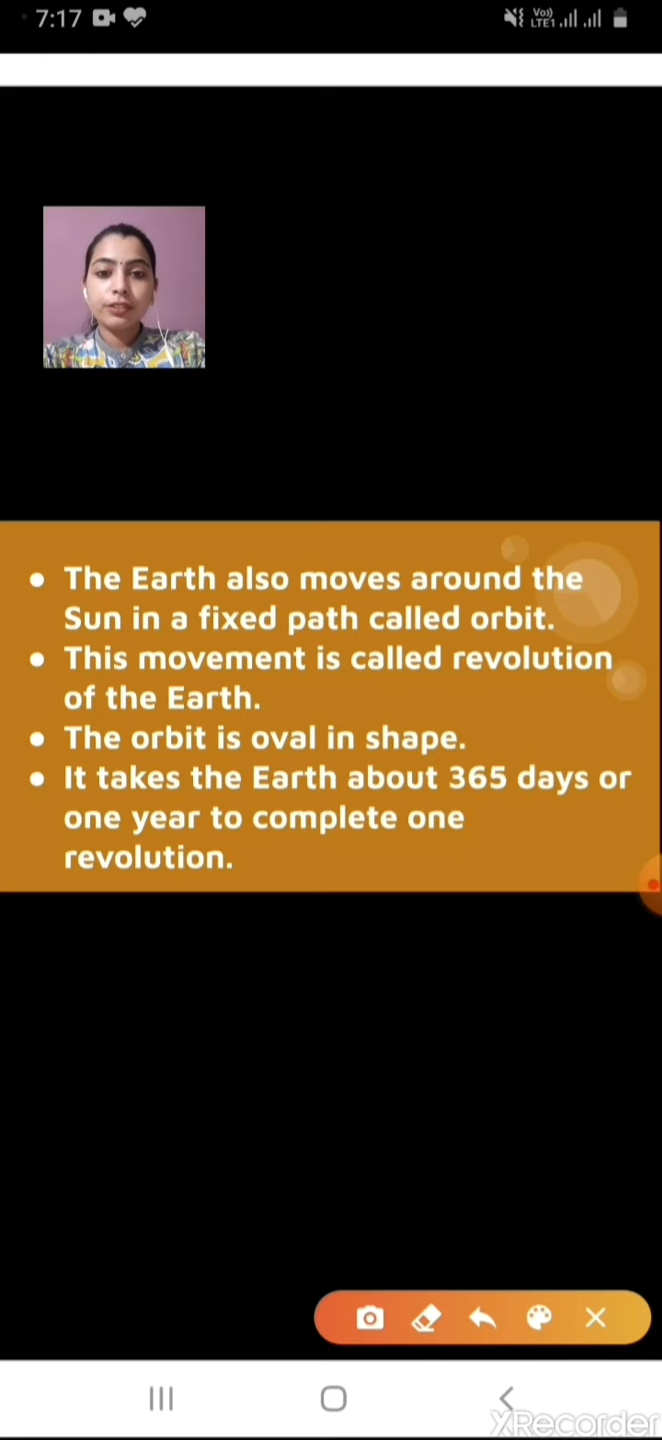 7:17
Vo))
LTE1
• The Earth also moves around the
Sun in a fixed path called orbit.
• This movement is called revolution
of the Earth.
• The orbit is oval in shape.
• It takes the Earth about 365 days or
one year to complete one
revolution.
XRecorder